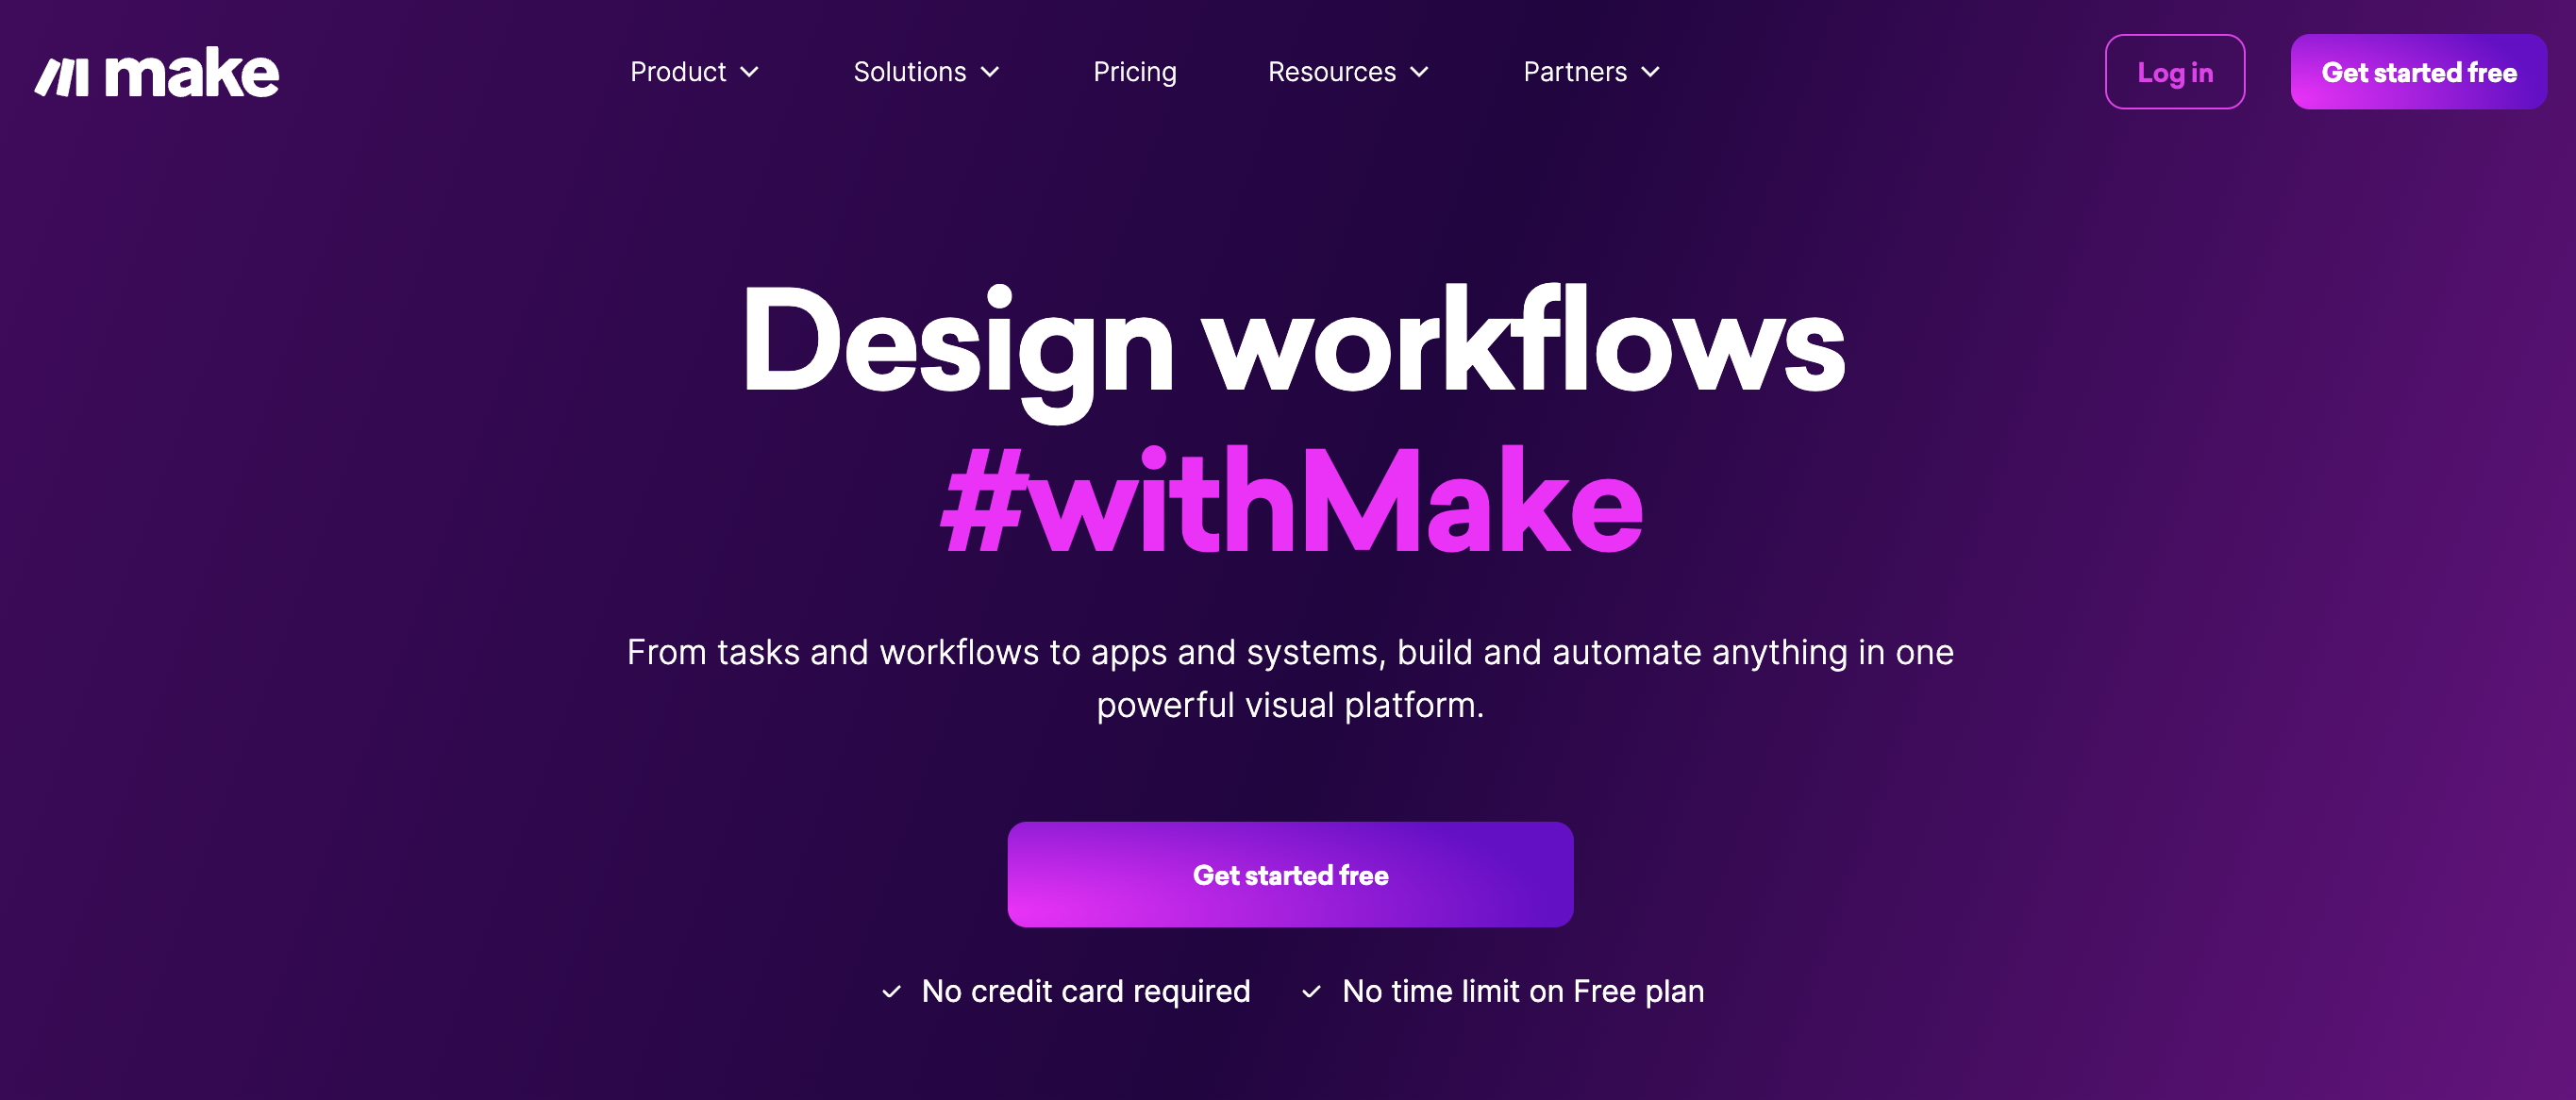 make
Product
Solutions
Pricing
Resources
Partners
Log in
Get started free
Design workflows
#withMake
From tasks and workflows to apps and systems, build and automate anything in one
powerful visual platform.
Get started free
No credit card required
No time limit on Free plan